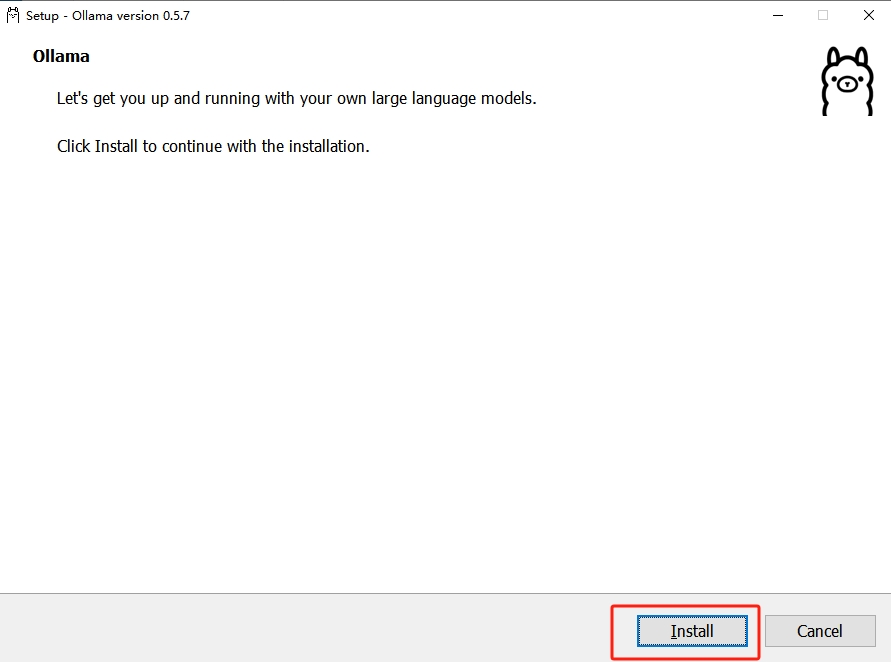 Setup - Ollama version 0.5.7
Ollama
Let's get you up and running with your own large language models.
Click Install to continue with the installation.
Install
Cancel